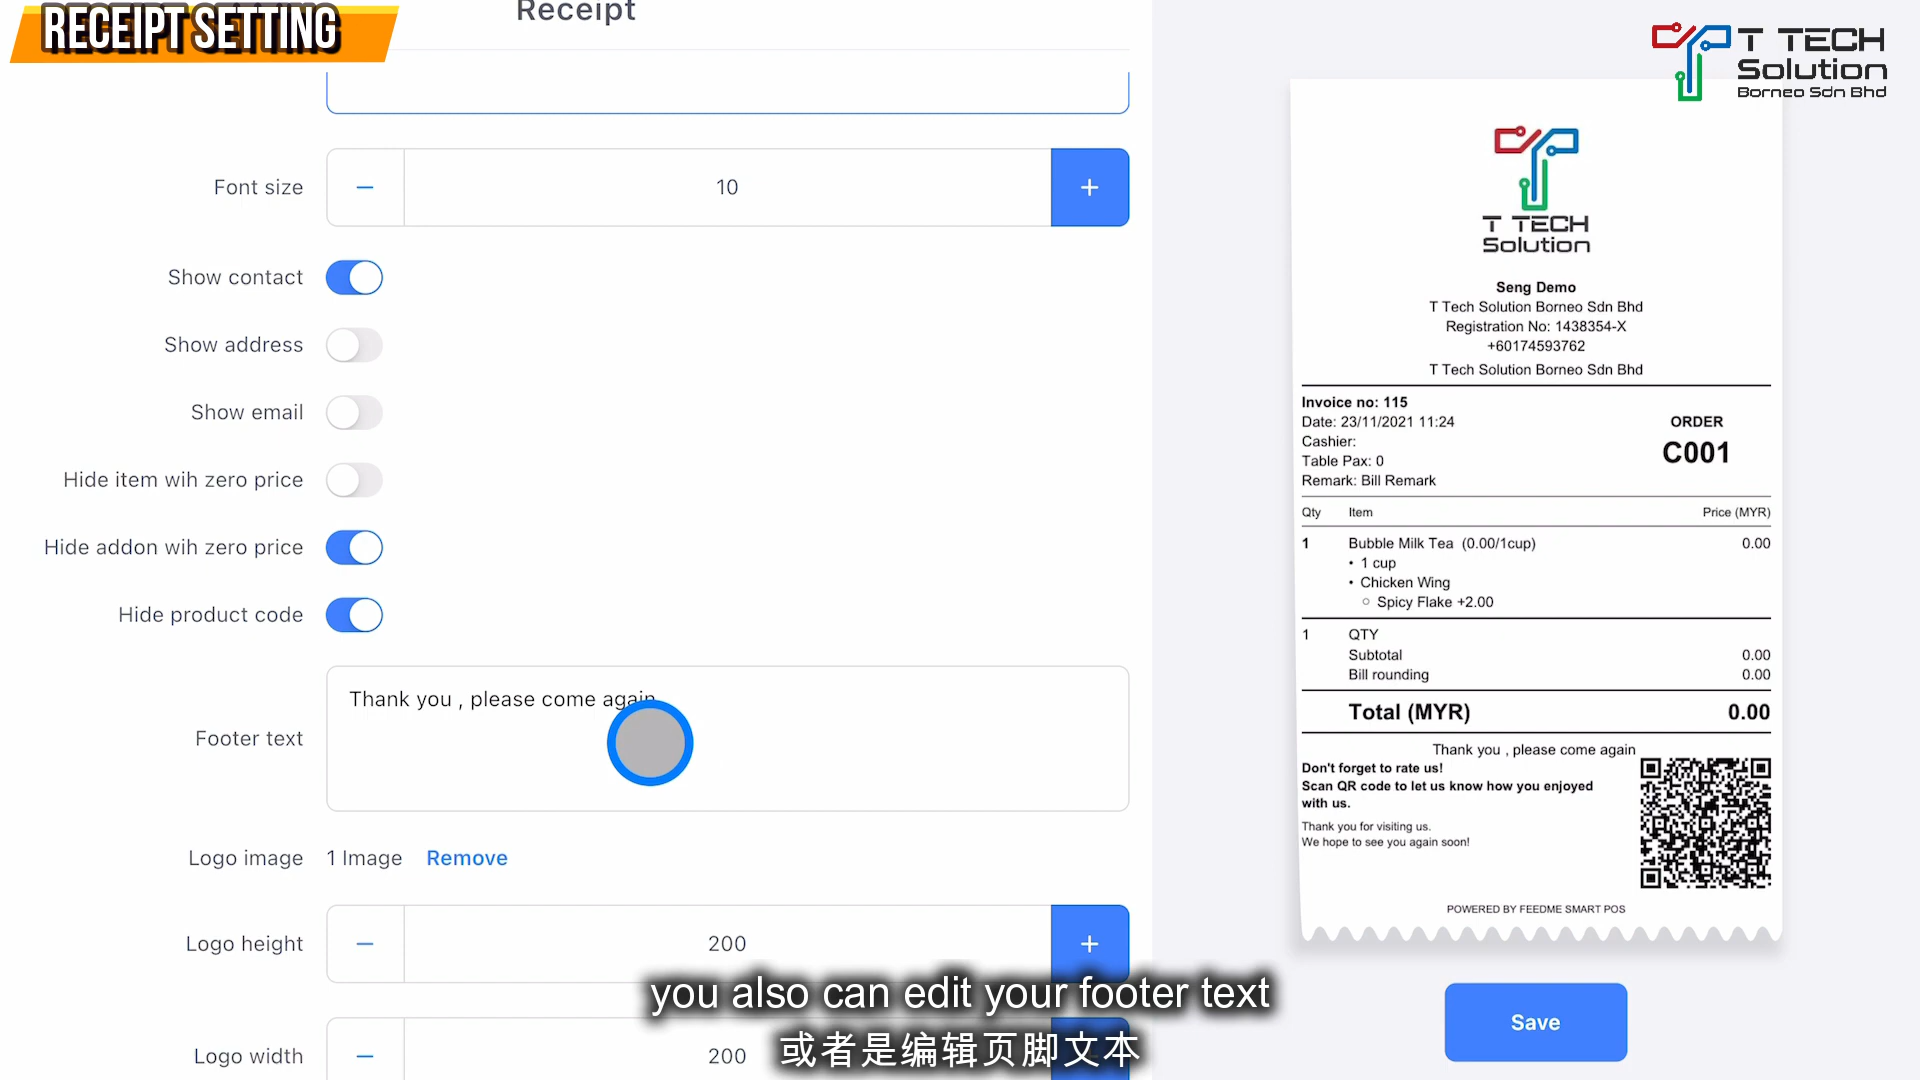 RECEIPT SETTING
Receipt
T TECH
Solution
Borneo Sdn Bhd
Font size
10
Show contact
Show address
Show email
Hide item wih zero price
Hide addon wih zero price
Hide product code
Footer text
Thank you , please come again
Logo image
1 Image
Remove
Logo height
200
Logo width
200
T TECH
Solution
Seng Demo
T Tech Solution Borneo Sdn Bhd
Registration No: 1438354-X
+60174593762
T Tech Solution Borneo Sdn Bhd
Invoice no: 115
Date: 23/11/2021 11:24
Cashier:
Table Pax: 0
Remark: Bill Remark
ORDER
C001
Qty Item Price (MYR)
1 Bubble Milk Tea (0.00/1cup) 0.00
• 1 cup
• Chicken Wing
○ Spicy Flake +2.00
1 QTY
Subtotal 0.00
Bill rounding 0.00
Total (MYR) 0.00
Thank you , please come again
Don't forget to rate us!
Scan QR code to let us know how you enjoyed
with us.
Thank you for visiting us.
We hope to see you again soon!
POWERED BY FEEDME SMART POS
Save
you also can edit your footer text
或者是编辑页脚文本